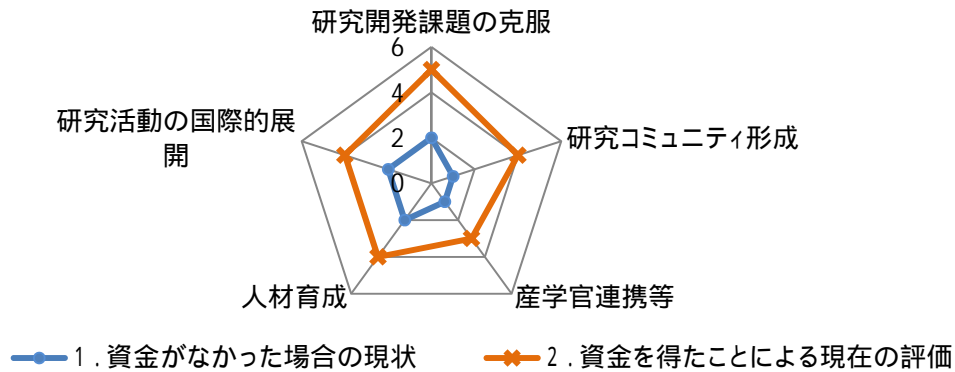 研究開発課題の克服
6
4
2
0
研究コミュニティ形成
産学官連携等
人材育成
研究活動の国際的展
開
1．資金がなかった場合の現状
2．資金を得たことによる現在の評価